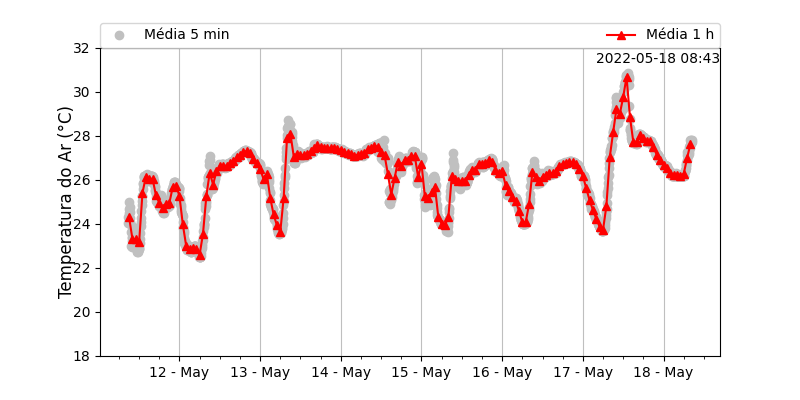 Média 5 min
Média 1 h
2022-05-18 08:43
Temperatura do Ar (°C)
32
30
28
26
24
22
20
18
12 - May
13 - May
14 - May
15 - May
16 - May
17 - May
18 - May